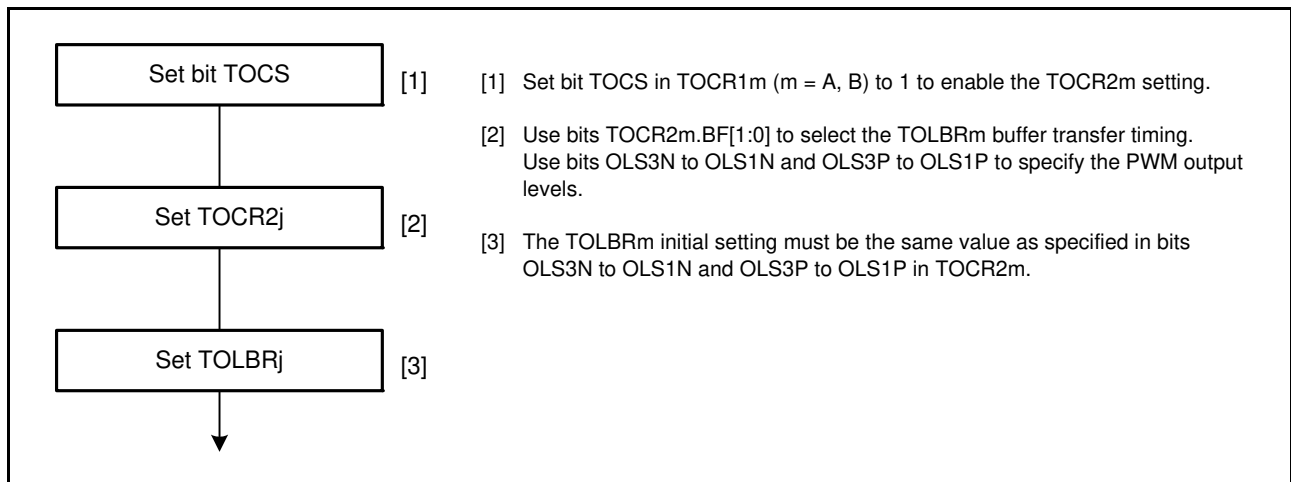 Set bit TOCS
[1]
[1] Set bit TOCS in TOCR1m (m = A, B) to 1 to enable the TOCR2m setting.
[2] Use bits TOCR2m.BF[1:0] to select the TOLBRm buffer transfer timing.
Use bits OLS3N to OLS1N and OLS3P to OLS1P to specify the PWM output
levels.
Set TOCR2j
[2]
[3] The TOLBRm initial setting must be the same value as specified in bits
OLS3N to OLS1N and OLS3P to OLS1P in TOCR2m.
Set TOLBRj
[3]